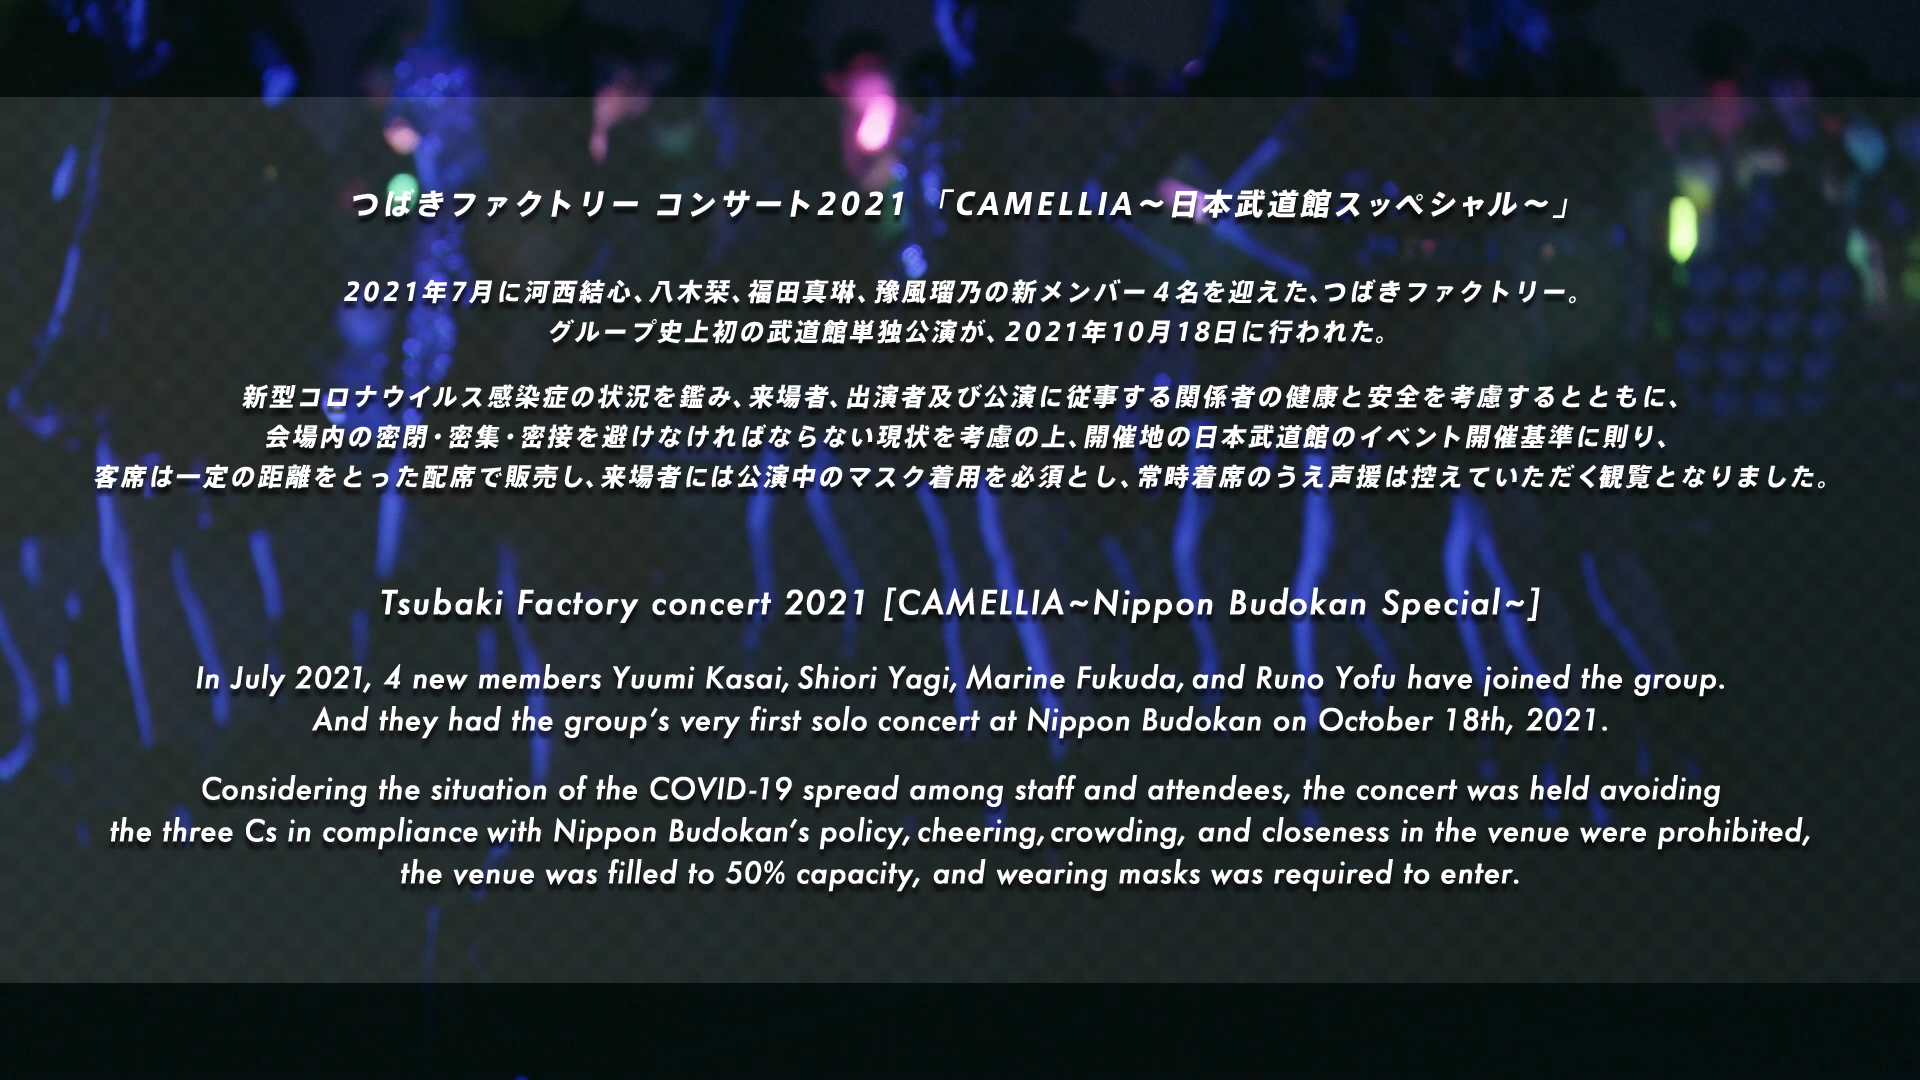 つばきファクトリー コンサート2021 「CAMELLIA～日本武道館スッペシャル～」
2021年7月に河西結心、八木栞、福田真琳、豫風瑠乃の新メンバー４名を迎えた、つばきファクトリー。
グループ史上初の武道館単独公演が、2021年10月18日に行われた。
新型コロナウイルス感染症の状況を鑑み、来場者、出演者及び公演に従事する関係者の健康と安全を考慮するとともに、
会場内の密閉・密集・密接を避けなければならない現状を考慮の上、開催地の日本武道館のイベント開催基準に則り、
客席は一定の距離をとった配席で販売し、来場者には公演中のマスク着用を必須とし、常時着席のうえ声援は控えていただく観覧となりました。
Tsubaki Factory concert 2021 [CAMELLIA~Nippon Budokan Special~]
In July 2021, 4 new members Yuumi Kasai, Shiori Yagi, Marine Fukuda, and Runo Yofu have joined the group.
And they had the group's very first solo concert at Nippon Budokan on October 18th, 2021.
Considering the situation of the COVID-19 spread among staff and attendees, the concert was held avoiding
the three Cs in compliance with Nippon Budokan's policy, cheering, crowding, and closeness in the venue were prohibited,
the venue was filled to 50% capacity, and wearing masks was required to enter.